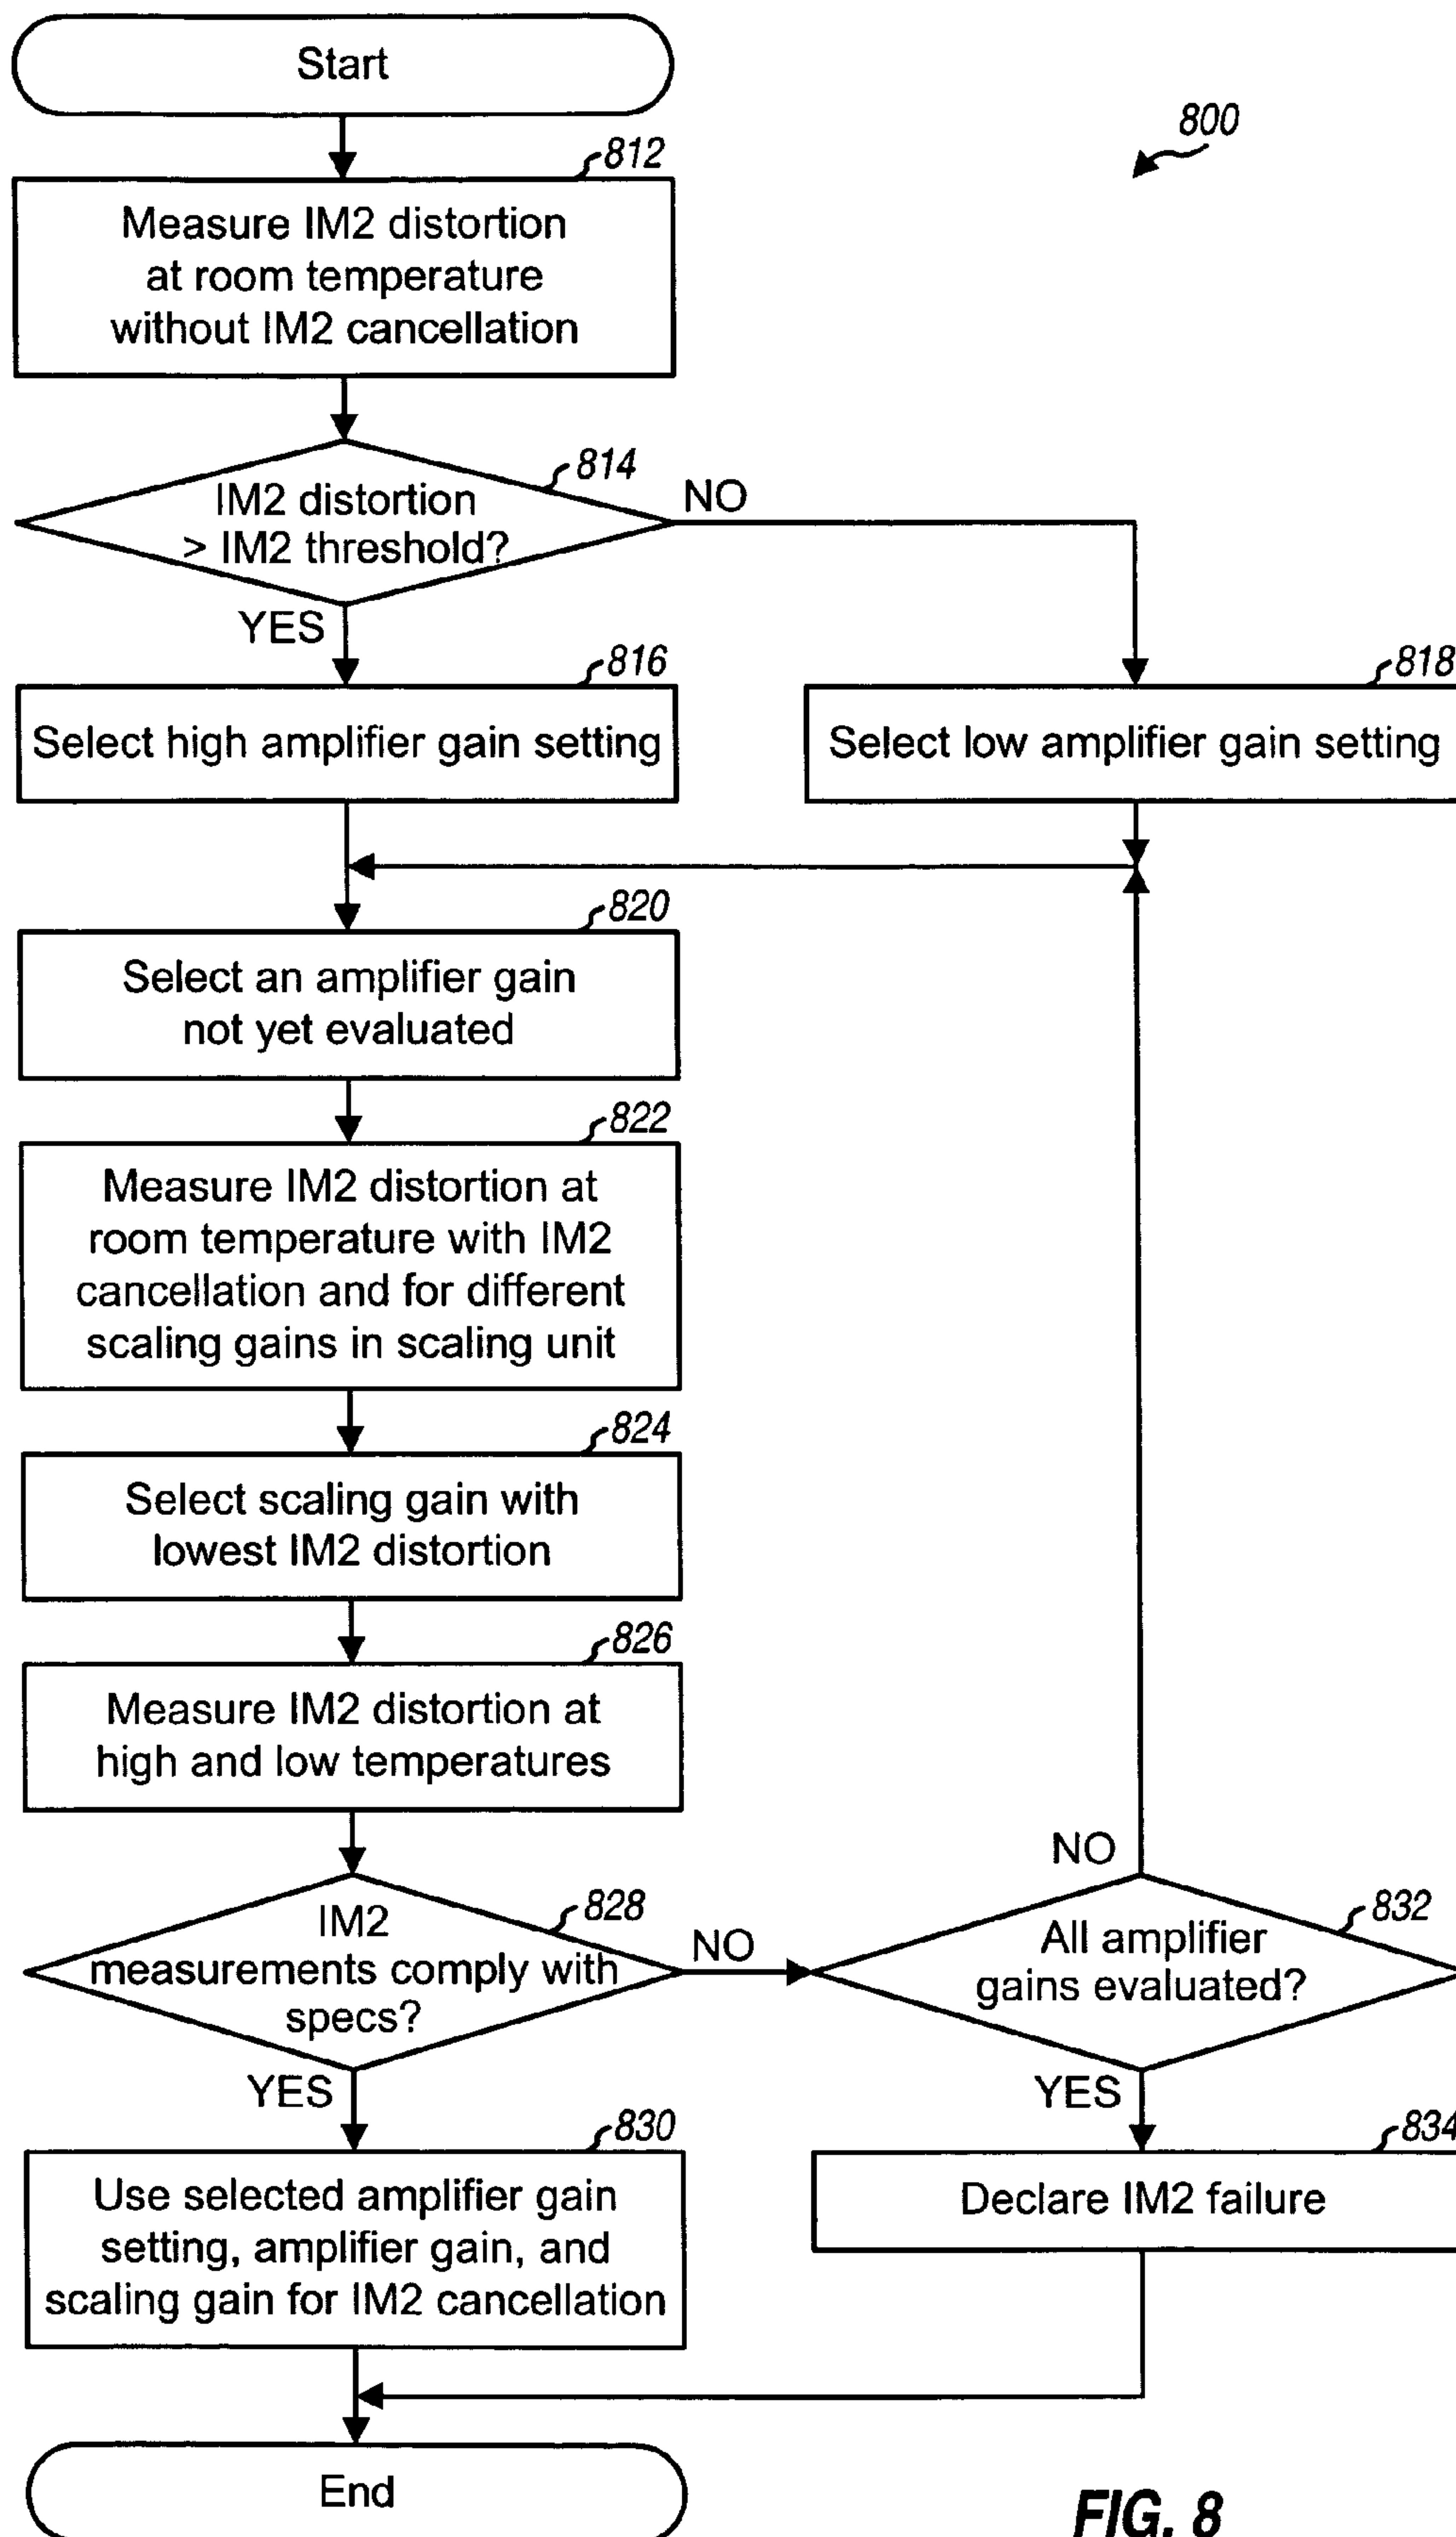 Start
800
812
Measure IM2 distortion
at room temperature
without IM2 cancellation
814
IM2 distortion
> IM2 threshold?
NO
YES
816
Select high amplifier gain setting
818
Select low amplifier gain setting
820
Select an amplifier gain
not yet evaluated
822
Measure IM2 distortion at
room temperature with IM2
cancellation and for different
scaling gains in scaling unit
824
Select scaling gain with
lowest IM2 distortion
826
Measure IM2 distortion at
high and low temperatures
828
IM2
measurements comply with
specs?
NO
YES
832
All amplifier
gains evaluated?
NO
YES
830
Use selected amplifier gain
setting, amplifier gain, and
scaling gain for IM2 cancellation
834
Declare IM2 failure
End
FIG. 8